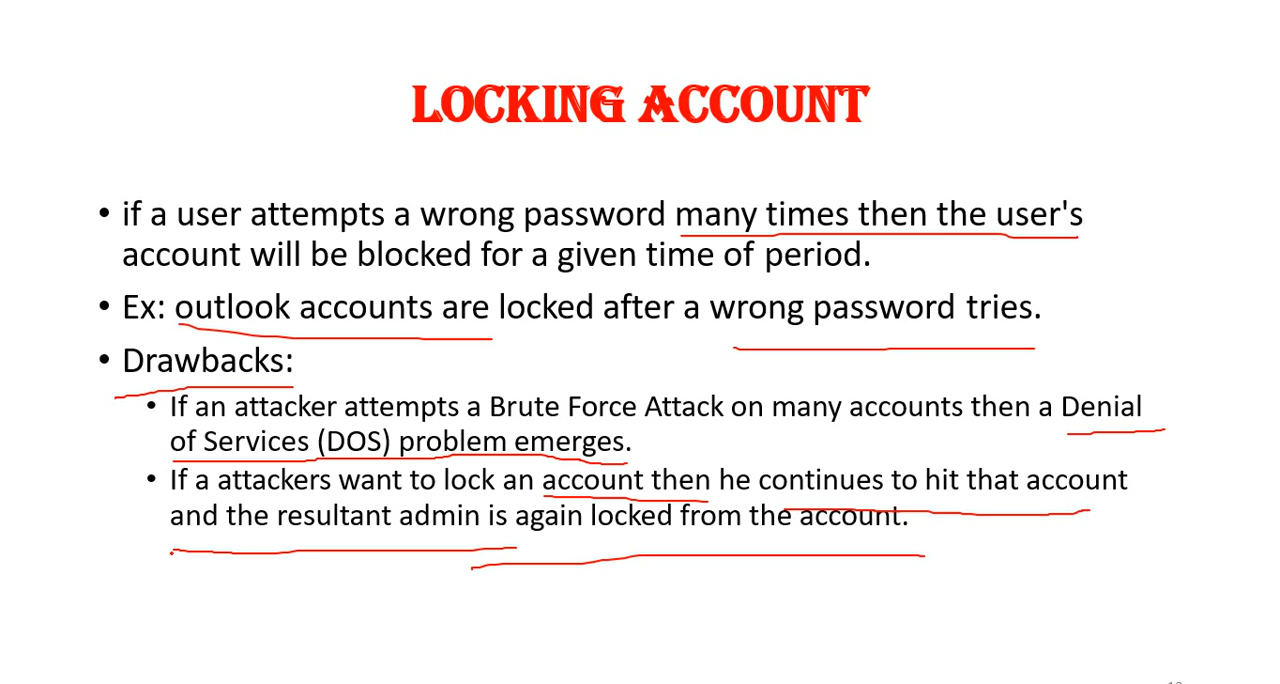 LOCKING ACCOUNT
• if a user attempts a wrong password many times then the user's
account will be blocked for a given time of period.
• Ex: outlook accounts are locked after a wrong password tries.
• Drawbacks:
• If an attacker attempts a Brute Force Attack on many accounts then a Denial
of Services (DOS) problem emerges.
• If a attackers want to lock an account then he continues to hit that account
and the resultant admin is again locked from the account.